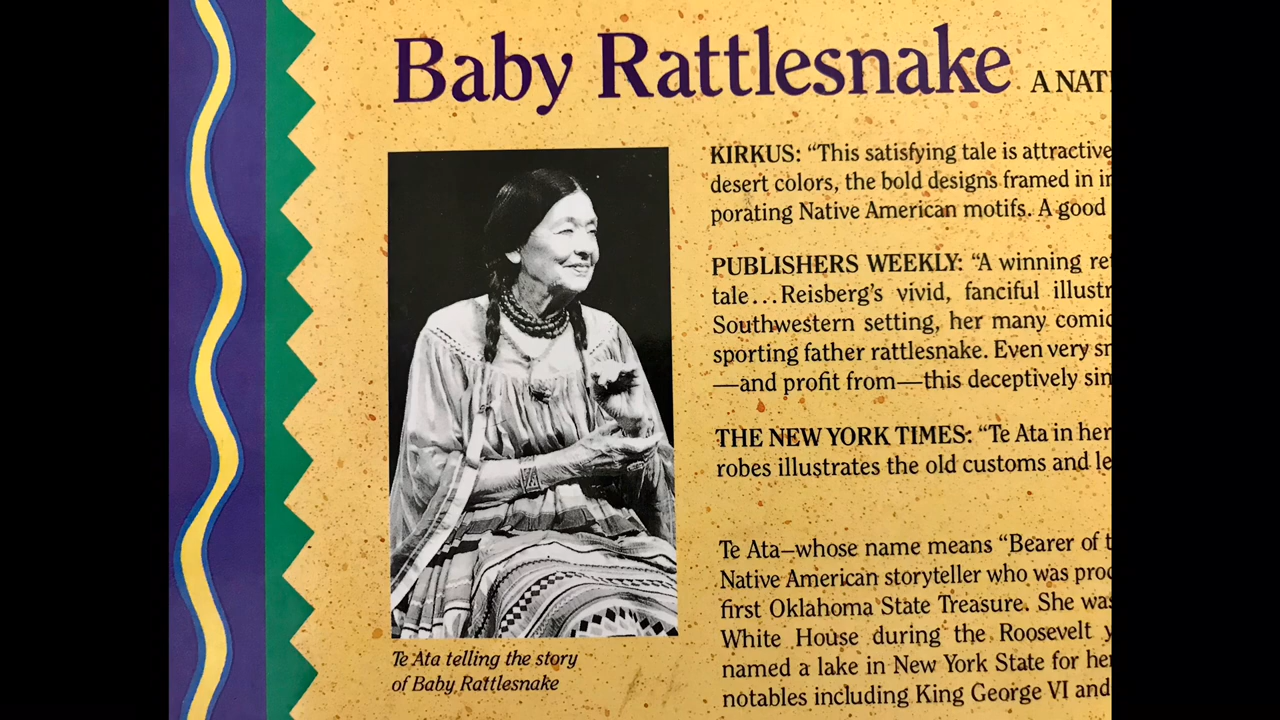 Baby Rattlesnake A NATI
KIRKUS: “This satisfying tale is attractive
desert colors, the bold designs framed in in
porating Native American motifs. A good
PUBLISHERS WEEKLY: “A winning ret
tale...Reisberg’s vivid, fanciful illustr
Southwestern setting, her many comic
sporting father rattlesnake. Even very sm
—and profit from—this deceptively sim
THE NEW YORK TIMES: “Te Ata in her
robes illustrates the old customs and le
Te Ata–whose name means “Bearer of t
Native American storyteller who was proc
first Oklahoma State Treasure. She was
White House during the Roosevelt y
named a lake in New York State for her
notables including King George VI and
Te Ata telling the story
of Baby Rattlesnake